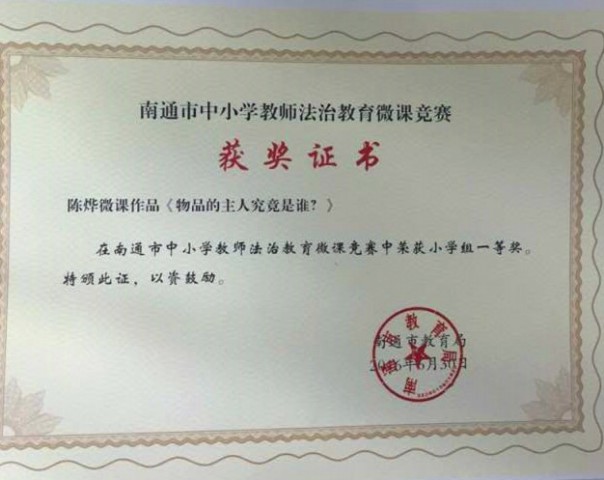 南通市中小学教师法治教育微课竞赛
获奖证书
陈烨微课作品《物品的主人究竟是谁?》
在南通市中小学教师法治教育微课竞赛中荣获小学组一等奖。
特颁此证，以资鼓励。
南通市教育局